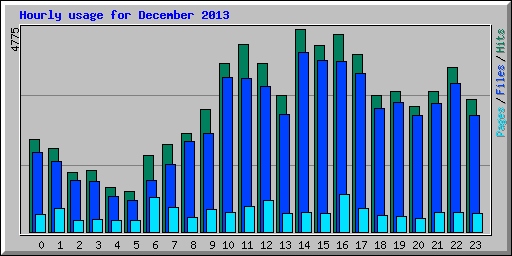 Hourly usage for December 2013
4775
Pages / Files / Hits
0 1 2 3 4 5 6 7 8 9 10 11 12 13 14 15 16 17 18 19 20 21 22 23